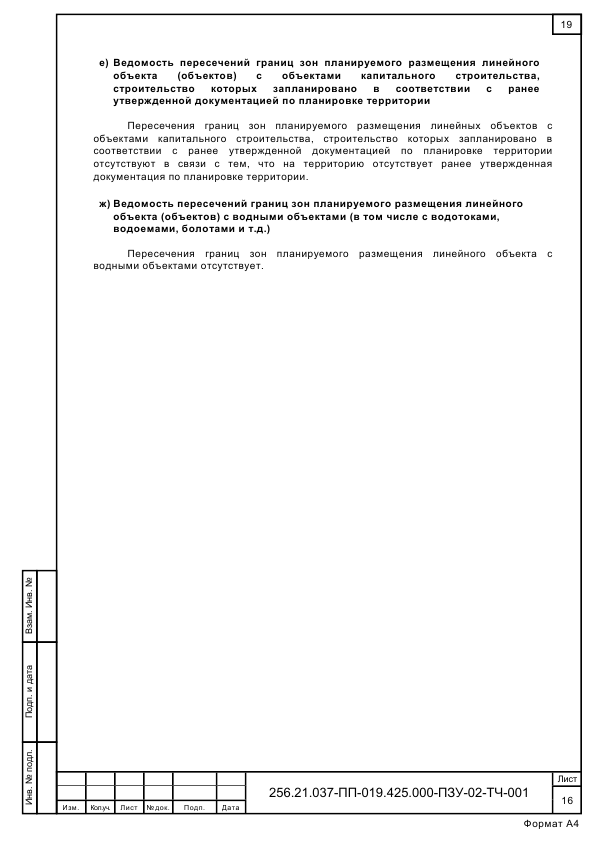 19
е) Ведомость пересечений границ зон планируемого размещения линейного
объекта (объектов) с объектами капитального строительства,
строительство которых запланировано в соответствии с ранее
утвержденной документацией по планировке территории
Пересечения границ зон планируемого размещения линейных объектов с
объектами капитального строительства, строительство которых запланировано в
соответствии с ранее утвержденной документацией по планировке территории
отсутствуют в связи с тем, что на территорию отсутствует ранее утвержденная
документация по планировке территории.
ж) Ведомость пересечений границ зон планируемого размещения линейного
объекта (объектов) с водными объектами (в том числе с водотоками,
водоемами, болотами и т.д.)
Пересечения границ зон планируемого размещения линейного объекта с
водными объектами отсутствует.
Взам. Инв. №
Подп. и дата
Инв. № подл.
Изм. Колуч. Лист №док. Подп. Дата
256.21.037-ПП-019.425.000-ПЗУ-02-ТЧ-001
Лист
16
Формат А4